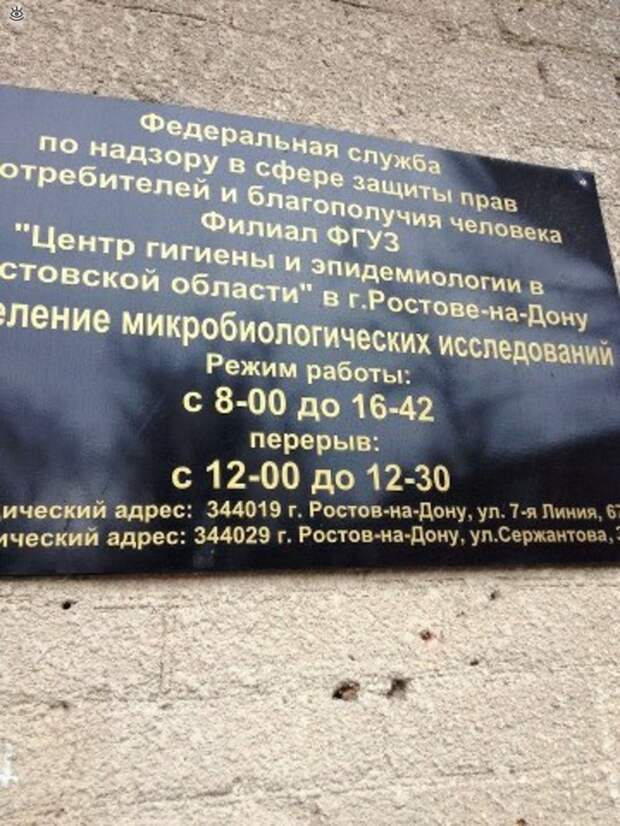 Федеральная служба
по надзору в сфере защиты прав
отребителей и благополучия человека
Филиал ФГУЗ
"Центр гигиены и эпидемиологии в
стовской области" в г.Ростове-на-Дону
еление микробиологических исследований
Режим работы:
с 8-00 до 16-42
перерыв:
с 12-00 до 12-30
ический адрес: 344019 г. Ростов-на-Дону, ул. 7-я Линия, 67
ический адрес: 344029 г. Ростов-на-Дону, ул.Сержантова,